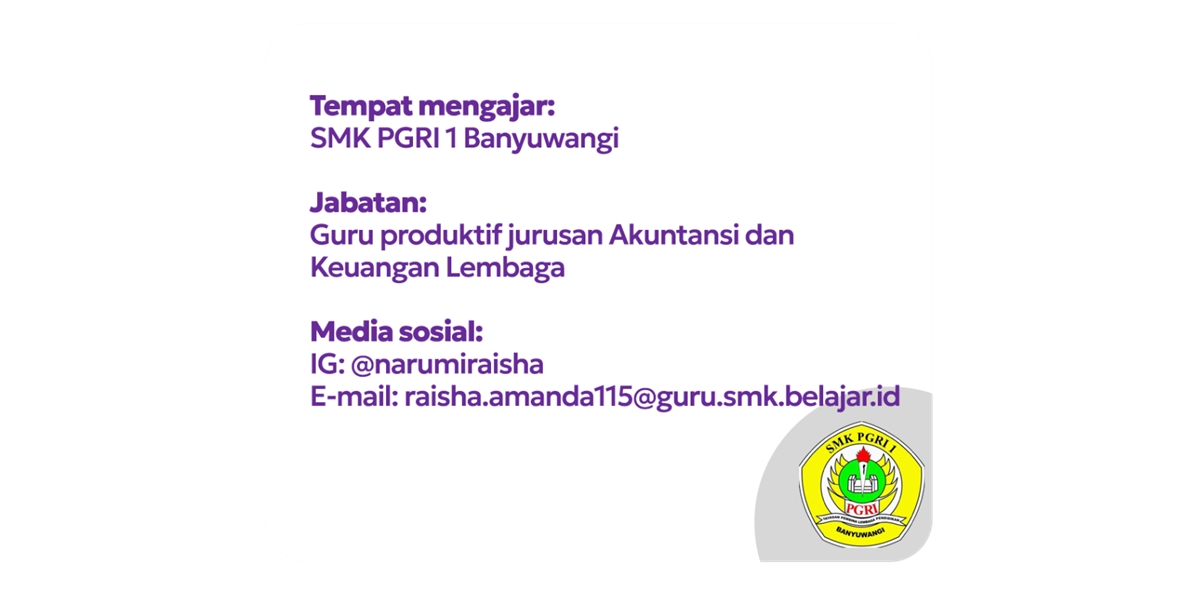 Tempat mengajar:
SMK PGRI 1 Banyuwangi
Jabatan:
Guru produktif jurusan Akuntansi dan
Keuangan Lembaga
Media sosial:
IG: @narumiraisha
E-mail: raisha.amanda115@guru.smk.belajar.id
SMK PGRI 1
PGRI
BANYUWANGI